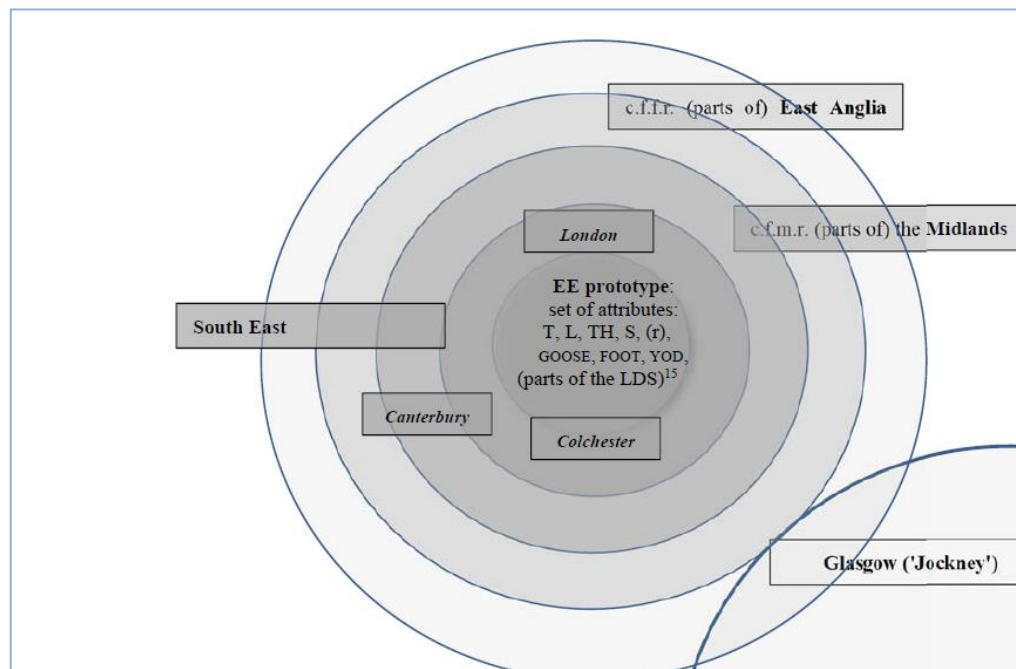 c.f.f.r. (parts of) East Anglia
c.f.m.r. (parts of) the Midlands
London
EE prototype:
set of attributes:
T, L, TH, S, (r),
GOOSE, FOOT, YOD,
(parts of the LDS)15
South East
Canterbury
Colchester
Glasgow ('Jockney')